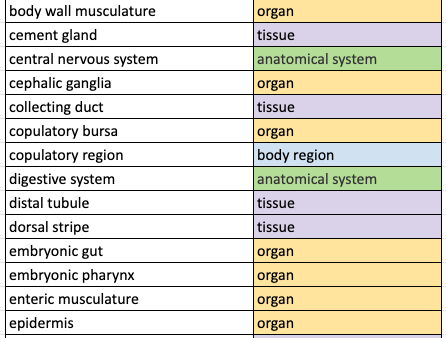 body wall musculature organ
cement gland tissue
central nervous system anatomical system
cephalic ganglia organ
collecting duct tissue
copulatory bursa organ
copulatory region body region
digestive system anatomical system
distal tubule tissue
dorsal stripe tissue
embryonic gut organ
embryonic pharynx organ
enteric musculature organ
epidermis organ